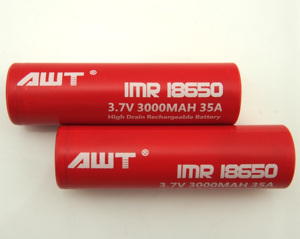 AWT ® IMR 18650
3.7V 3000MAH 35A
High Drain Rechargeable Battery
AWT ® IMR 18650
3.7V 3000MAH 35A